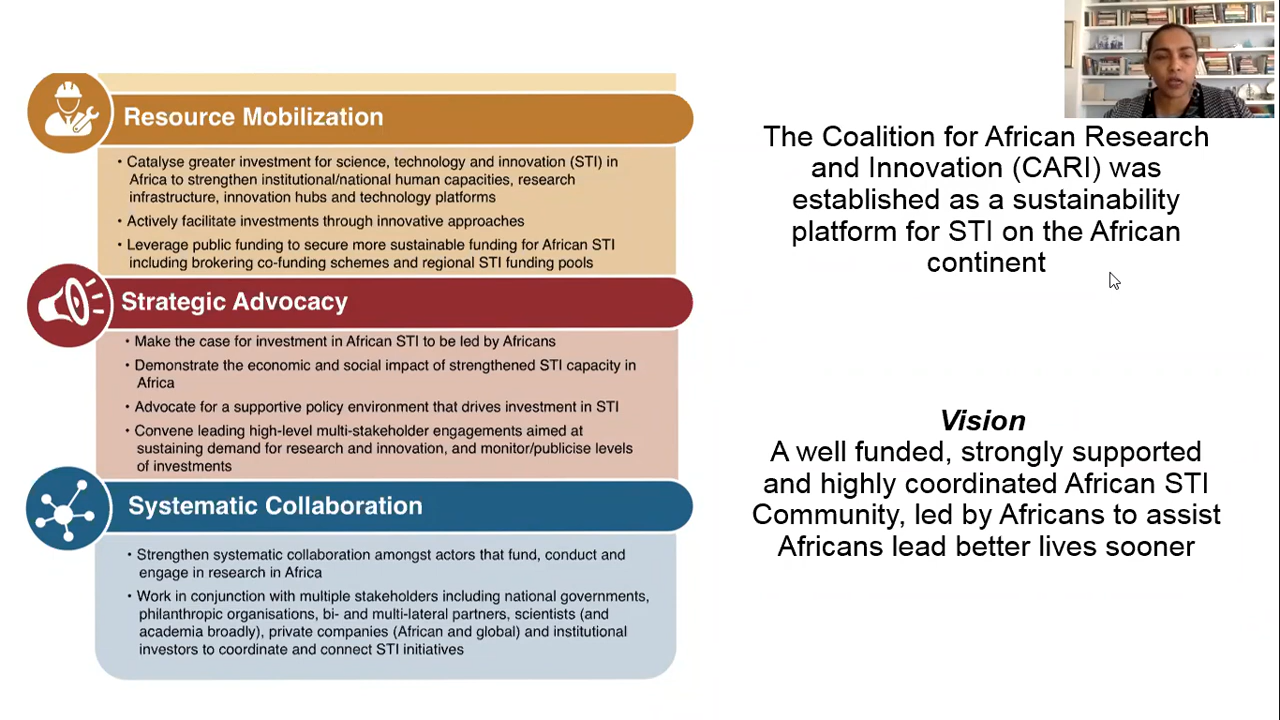 Resource Mobilization
• Catalyse greater investment for science, technology and innovation (STI) in
Africa to strengthen institutional/national human capacities, research
infrastructure, innovation hubs and technology platforms
• Actively facilitate investments through innovative approaches
• Leverage public funding to secure more sustainable funding for African STI
including brokering co-funding schemes and regional STI funding pools
Strategic Advocacy
• Make the case for investment in African STI to be led by Africans
• Demonstrate the economic and social impact of strengthened STI capacity in
Africa
• Advocate for a supportive policy environment that drives investment in STI
• Convene leading high-level multi-stakeholder engagements aimed at
sustaining demand for research and innovation, and monitor/publicise levels
of investments
Systematic Collaboration
• Strengthen systematic collaboration amongst actors that fund, conduct and
engage in research in Africa
• Work in conjunction with multiple stakeholders including national governments,
philanthropic organisations, bi- and multi-lateral partners, scientists (and
academia broadly), private companies (African and global) and institutional
investors to coordinate and connect STI initiatives
The Coalition for African Research
and Innovation (CARI) was
established as a sustainability
platform for STI on the African
continent
Vision
A well funded, strongly supported
and highly coordinated African STI
Community, led by Africans to assist
Africans lead better lives sooner